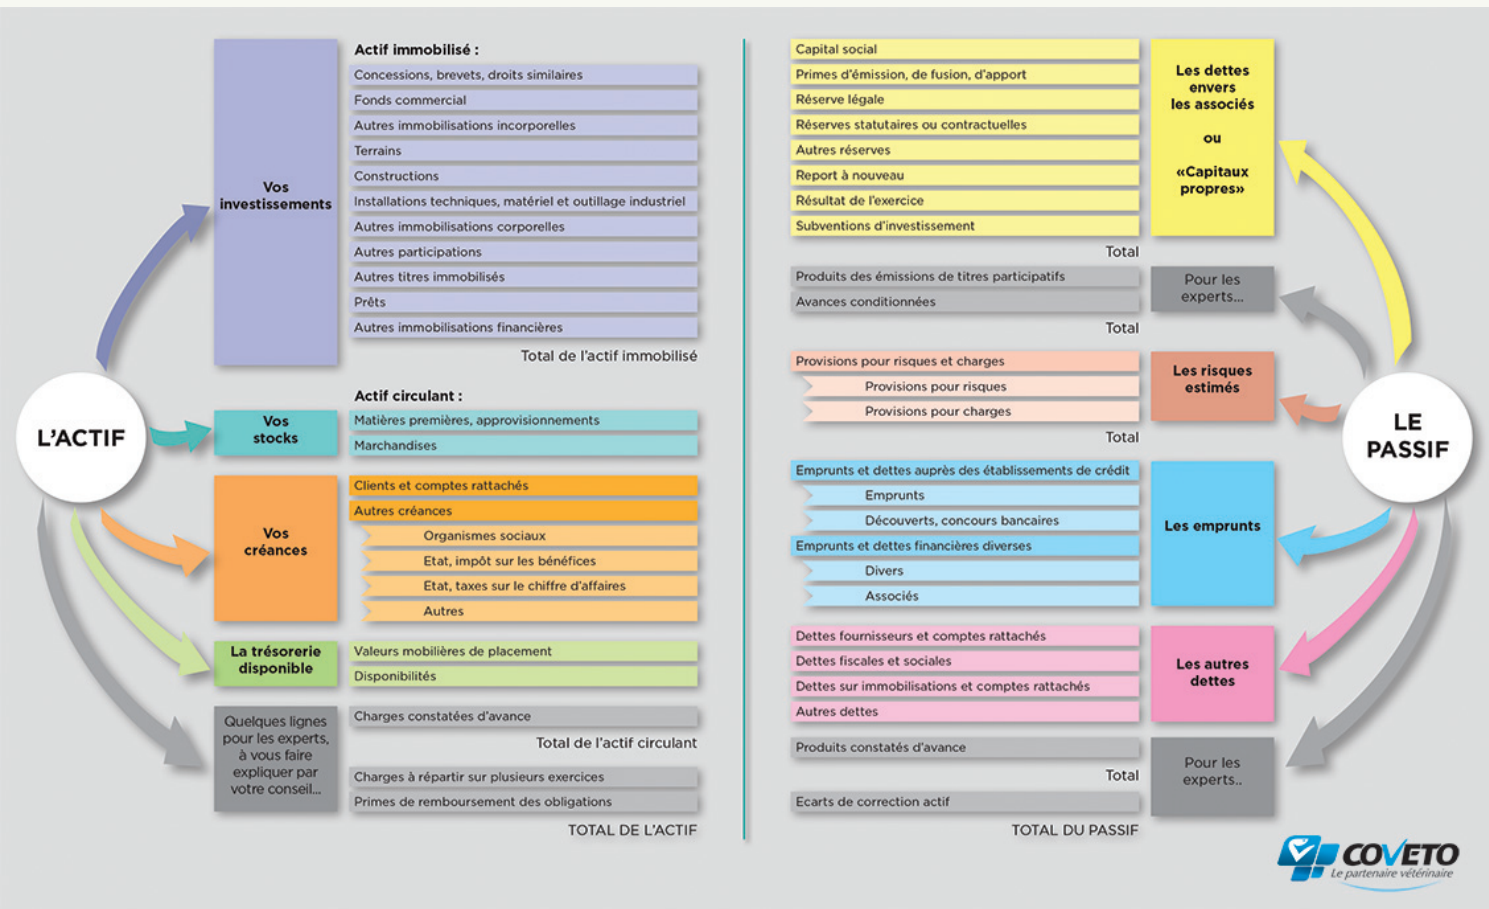 L'ACTIF
Vos
investissements
Actif immobilisé :
Concessions, brevets, droits similaires
Fonds commercial
Autres immobilisations incorporelles
Terrains
Constructions
Installations techniques, matériel et outillage industriel
Autres immobilisations corporelles
Autres participations
Autres titres immobilisés
Prêts
Autres immobilisations financières
Total de l'actif immobilisé
Actif circulant :
Vos
stocks
Matières premières, approvisionnements
Marchandises
Vos
créances
Clients et comptes rattachés
Autres créances
Organismes sociaux
Etat, impôt sur les bénéfices
Etat, taxes sur le chiffre d'affaires
Autres
La trésorerie
disponible
Valeurs mobilières de placement
Disponibilités
Quelques lignes
pour les experts,
à vous faire
expliquer par
votre conseil...
Charges constatées d'avance
Total de l'actif circulant
Charges à répartir sur plusieurs exercices
Primes de remboursement des obligations
TOTAL DE L'ACTIF
LE
PASSIF
Capital social
Primes d'émission, de fusion, d'apport
Réserve légale
Réserves statutaires ou contractuelles
Autres réserves
Report à nouveau
Résultat de l'exercice
Subventions d'investissement
Total
Les dettes
envers
les associés
ou
«Capitaux
propres»
Produits des émissions de titres participatifs
Avances conditionnées
Total
Pour les
experts...
Provisions pour risques et charges
Provisions pour risques
Provisions pour charges
Total
Les risques
estimés
Emprunts et dettes auprès des établissements de crédit
Emprunts
Découverts, concours bancaires
Emprunts et dettes financières diverses
Divers
Associés
Les emprunts
Dettes fournisseurs et comptes rattachés
Dettes fiscales et sociales
Dettes sur immobilisations et comptes rattachés
Autres dettes
Les autres
dettes
Produits constatés d'avance
Total
Ecarts de correction actif
Pour les
experts..
TOTAL DU PASSIF
COVETO
Le partenaire vétérinaire